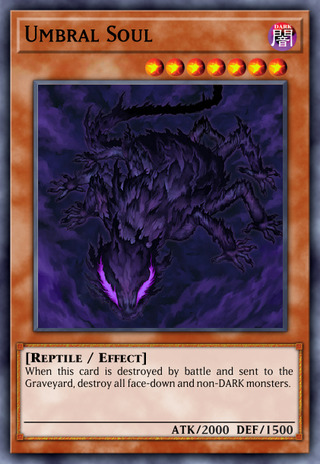 Umbral Soul
DARK
闇
[Reptile / Effect]
When this card is destroyed by battle and sent to the
Graveyard, destroy all face-down and non-DARK monsters.
ATK/2000 DEF/1500